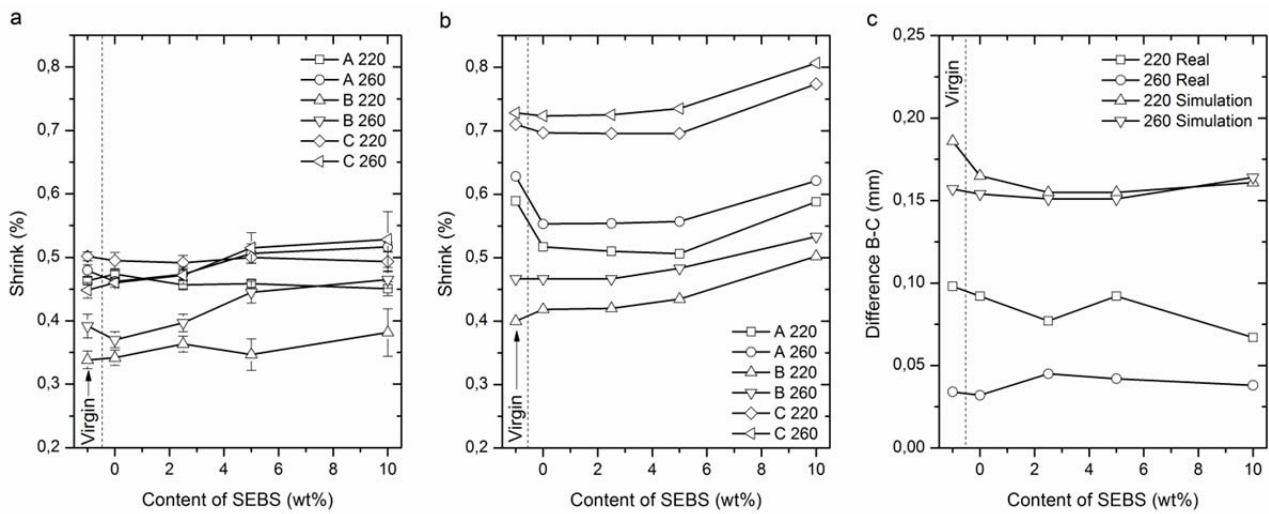 a
0,8
0,7
0,6
0,5
0,4
0,3
0,2
Shrink (%)
A 220
A 260
B 220
B 260
C 220
C 260
Virgin
0 2 4 6 8 10
Content of SEBS (wt%)
b
0,8
0,7
0,6
0,5
0,4
0,3
0,2
Shrink (%)
Virgin
A 220
A 260
B 220
B 260
C 220
C 260
0 2 4 6 8 10
Content of SEBS (wt%)
c
0,25
0,20
0,15
0,10
0,05
0,00
Difference B-C (mm)
Virgin
220 Real
260 Real
220 Simulation
260 Simulation
0 2 4 6 8 10
Content of SEBS (wt%)